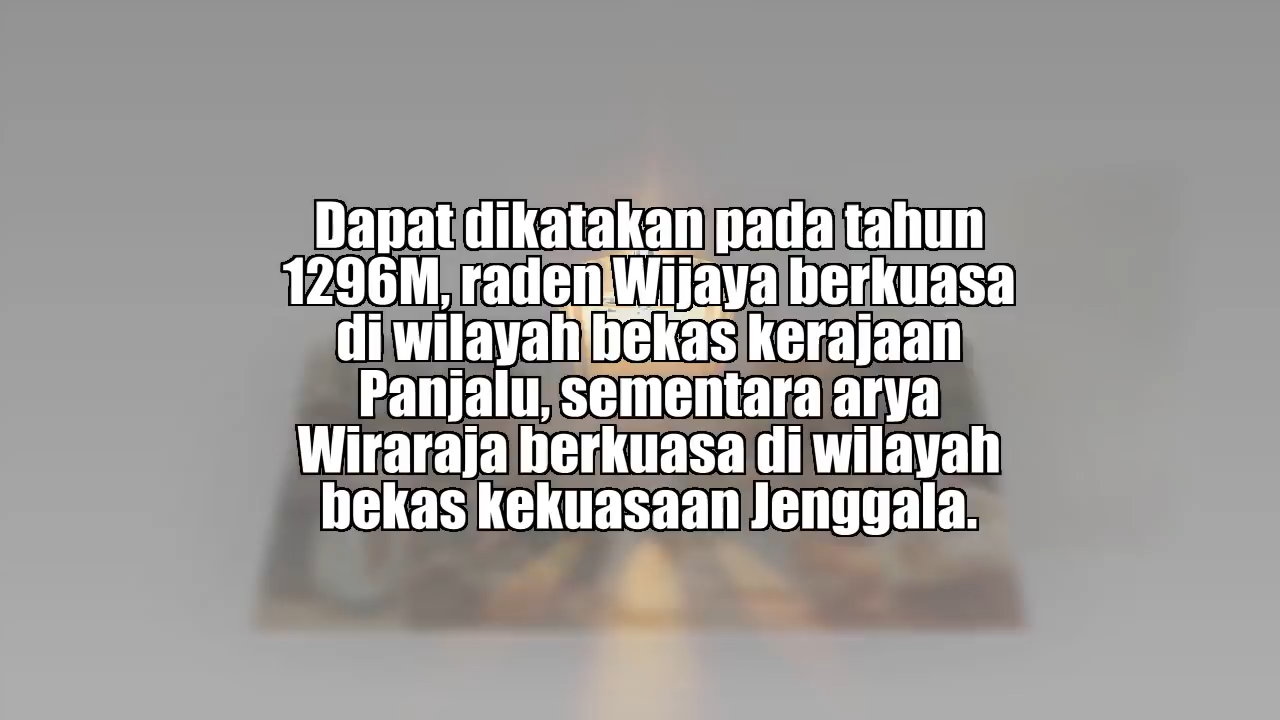 Dapat dikatakan pada tahun
1296M, raden Wijaya berkuasa
di wilayah bekas kerajaan
Panjalu, sementara arya
Wiraraja berkuasa di wilayah
bekas kekuasaan Jenggala.